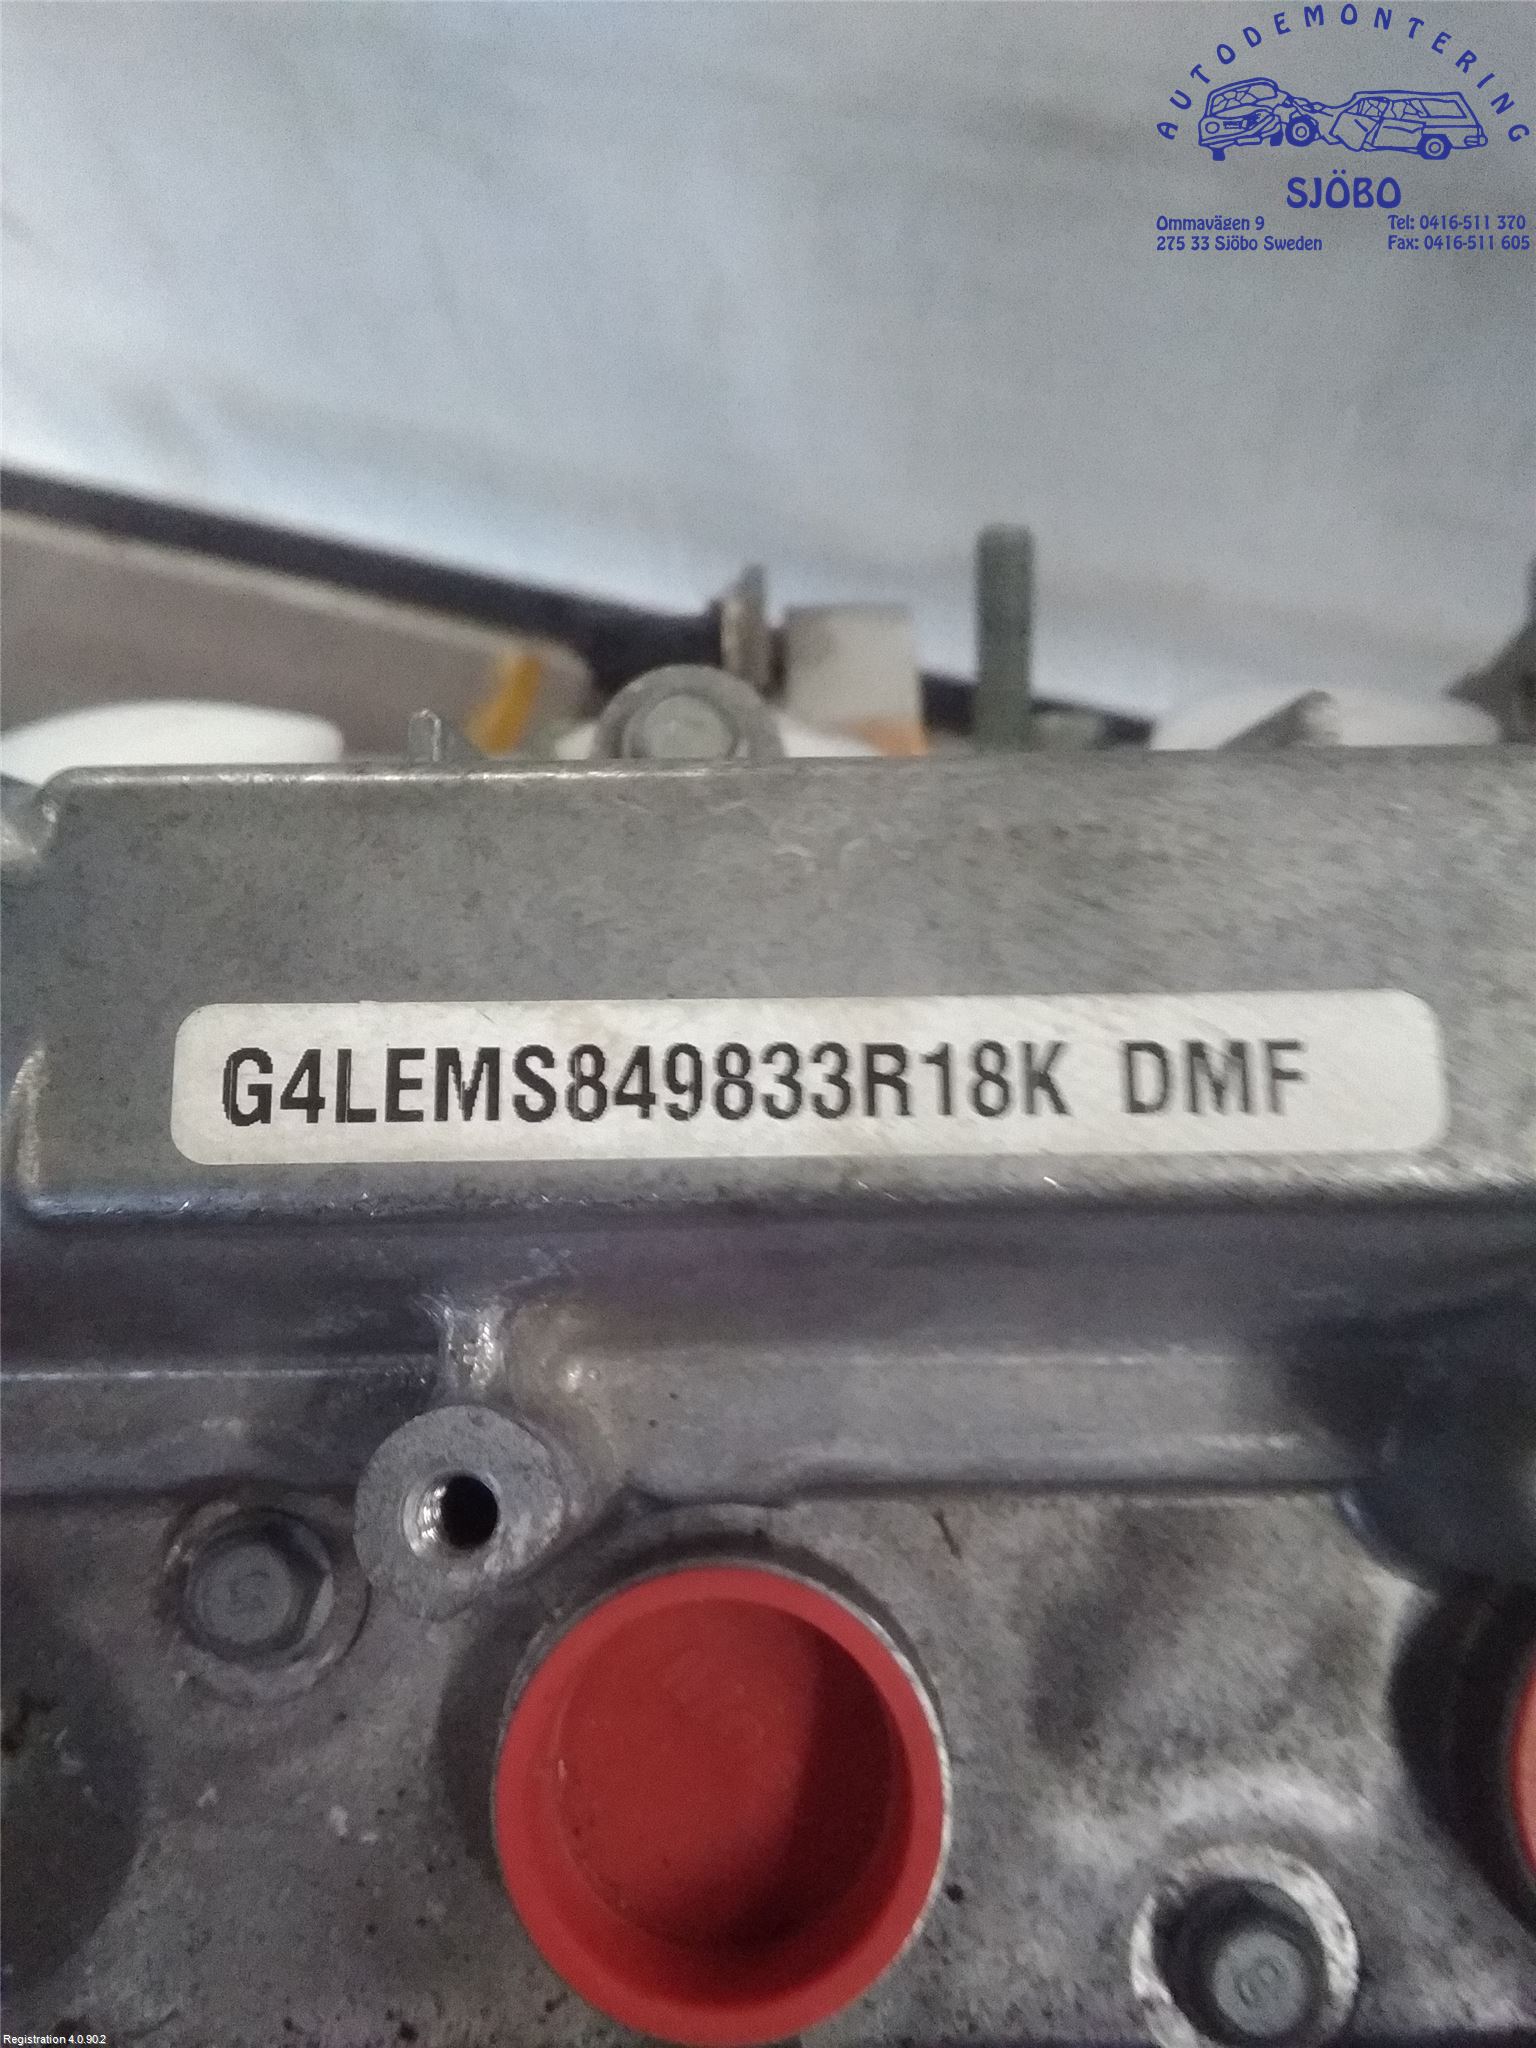 AUTODEMONTERING
SJÖBO
Ommavägen 9
275 33 Sjöbo Sweden
Tel: 0416-511 370
Fax: 0416-511 605
G4LEMS849833R18K DMF
Registration 4.0.90.2